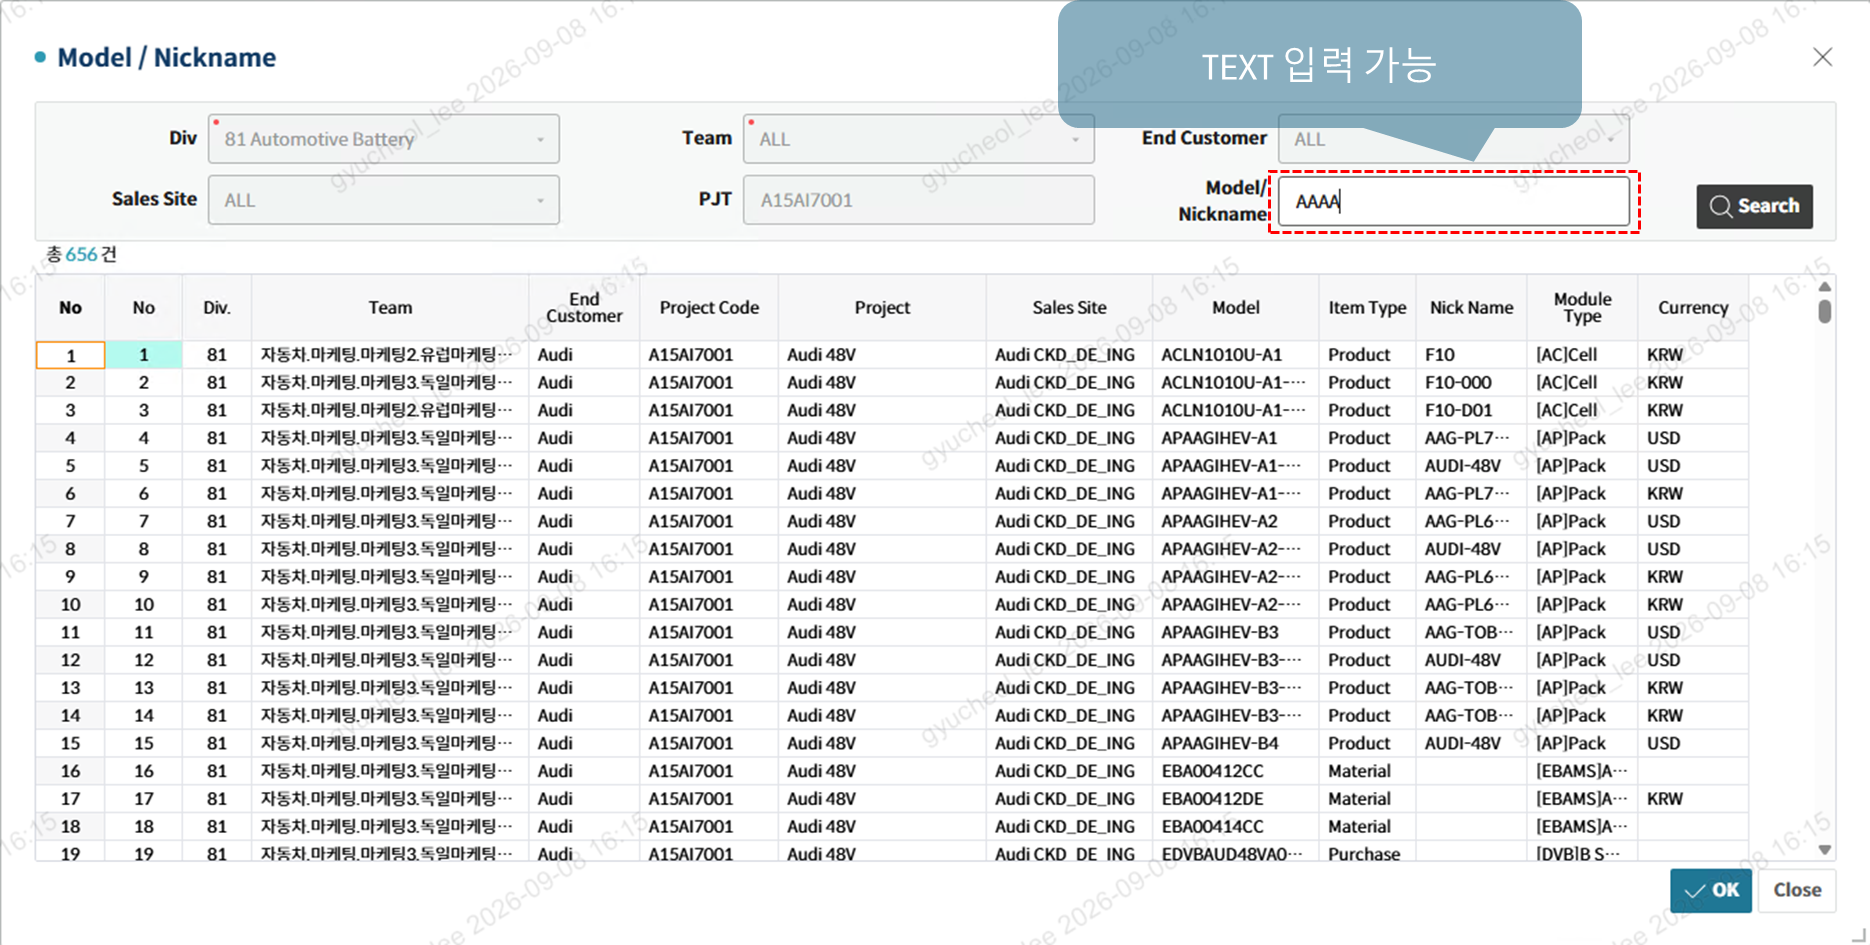 TEXT 입력 가능
Model / Nickname
Div 81 Automotive Battery Team ALL End Customer ALL
Sales Site ALL PJT A15AI7001 Model/ Nickname AAAA Search
총 656 건
No No Div. Team End Customer Project Code Project Sales Site Model Item Type Nick Name Module Type Currency
1 1 81 자동차.마케팅.마케팅2.유럽마케팅··· Audi A15AI7001 Audi 48V Audi CKD_DE_ING ACLN1010U-A1 Product F10 [AC]Cell KRW
2 2 81 자동차.마케팅.마케팅3.독일마케팅··· Audi A15AI7001 Audi 48V Audi CKD_DE_ING ACLN1010U-A1-··· Product F10-000 [AC]Cell KRW
3 3 81 자동차.마케팅.마케팅2.유럽마케팅··· Audi A15AI7001 Audi 48V Audi CKD_DE_ING ACLN1010U-A1-··· Product F10-D01 [AC]Cell KRW
4 4 81 자동차.마케팅.마케팅3.독일마케팅··· Audi A15AI7001 Audi 48V Audi CKD_DE_ING APAAGIHEV-A1 Product AAG-PL7··· [AP]Pack USD
5 5 81 자동차.마케팅.마케팅3.독일마케팅··· Audi A15AI7001 Audi 48V Audi CKD_DE_ING APAAGIHEV-A1-··· Product AUDI-48V [AP]Pack USD
6 6 81 자동차.마케팅.마케팅3.독일마케팅··· Audi A15AI7001 Audi 48V Audi CKD_DE_ING APAAGIHEV-A1-··· Product AAG-PL7··· [AP]Pack KRW
7 7 81 자동차.마케팅.마케팅3.독일마케팅··· Audi A15AI7001 Audi 48V Audi CKD_DE_ING APAAGIHEV-A2 Product AAG-PL6··· [AP]Pack USD
8 8 81 자동차.마케팅.마케팅3.독일마케팅··· Audi A15AI7001 Audi 48V Audi CKD_DE_ING APAAGIHEV-A2-··· Product AUDI-48V [AP]Pack USD
9 9 81 자동차.마케팅.마케팅3.독일마케팅··· Audi A15AI7001 Audi 48V Audi CKD_DE_ING APAAGIHEV-A2-··· Product AAG-PL6··· [AP]Pack KRW
10 10 81 자동차.마케팅.마케팅3.독일마케팅··· Audi A15AI7001 Audi 48V Audi CKD_DE_ING APAAGIHEV-A2-··· Product AAG-PL6··· [AP]Pack KRW
11 11 81 자동차.마케팅.마케팅3.독일마케팅··· Audi A15AI7001 Audi 48V Audi CKD_DE_ING APAAGIHEV-B3 Product AAG-TOB··· [AP]Pack USD
12 12 81 자동차.마케팅.마케팅3.독일마케팅··· Audi A15AI7001 Audi 48V Audi CKD_DE_ING APAAGIHEV-B3-··· Product AUDI-48V [AP]Pack USD
13 13 81 자동차.마케팅.마케팅3.독일마케팅··· Audi A15AI7001 Audi 48V Audi CKD_DE_ING APAAGIHEV-B3-··· Product AAG-TOB··· [AP]Pack KRW
14 14 81 자동차.마케팅.마케팅3.독일마케팅··· Audi A15AI7001 Audi 48V Audi CKD_DE_ING APAAGIHEV-B3-··· Product AAG-TOB··· [AP]Pack KRW
15 15 81 자동차.마케팅.마케팅3.독일마케팅··· Audi A15AI7001 Audi 48V Audi CKD_DE_ING APAAGIHEV-B4 Product AUDI-48V [AP]Pack USD
16 16 81 자동차.마케팅.마케팅3.독일마케팅··· Audi A15AI7001 Audi 48V Audi CKD_DE_ING EBA00412CC Material [EBAMS]A···
17 17 81 자동차.마케팅.마케팅3.독일마케팅··· Audi A15AI7001 Audi 48V Audi CKD_DE_ING EBA00412DE Material [EBAMS]A··· KRW
18 18 81 자동차.마케팅.마케팅3.독일마케팅··· Audi A15AI7001 Audi 48V Audi CKD_DE_ING EBA00414CC Material [EBAMS]A···
19 19 81 자동차.마케팅.마케팅3.독일마케팅··· Audi A15AI7001 Audi 48V Audi CKD_DE_ING EDVBAUD48VA0··· Purchase [DVB]B S···
OK Close
gyucheol_lee 2026-09-08 16:15